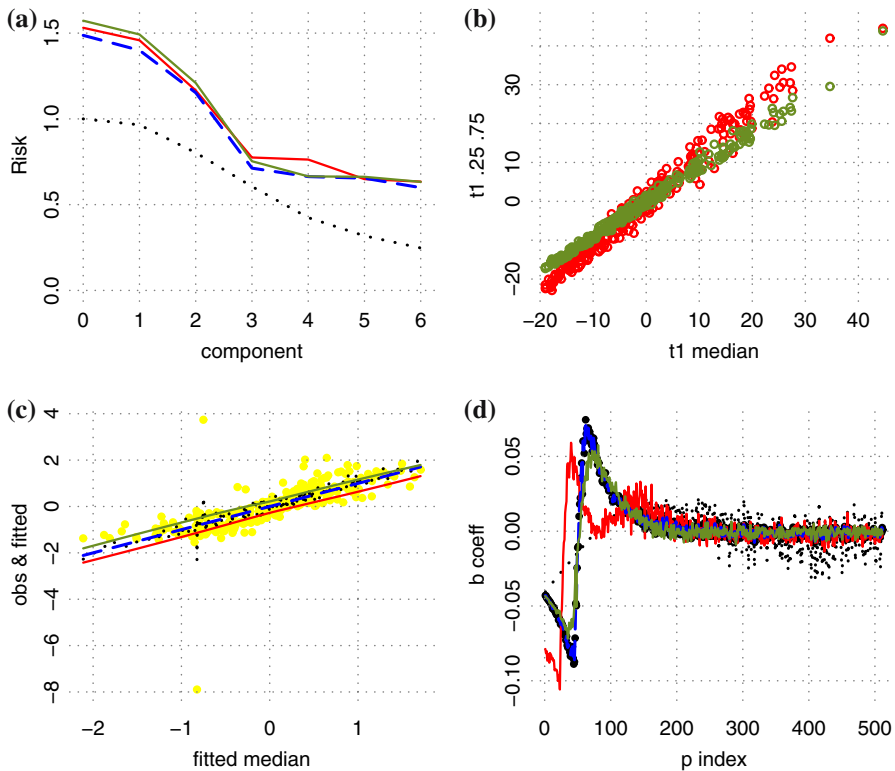 (a)
Risk
1.5
1.0
0.5
0.0
0 1 2 3 4 5 6
component
(b)
t1 .25 .75
30
10
0
−20
−20 −10 0 10 20 30 40
t1 median
(c)
obs & fitted
4
2
0
−2
−4
−6
−8
−2 −1 0 1
fitted median
(d)
b coeff
0.05
0.00
−0.05
−0.10
0 100 200 300 400 500
p index